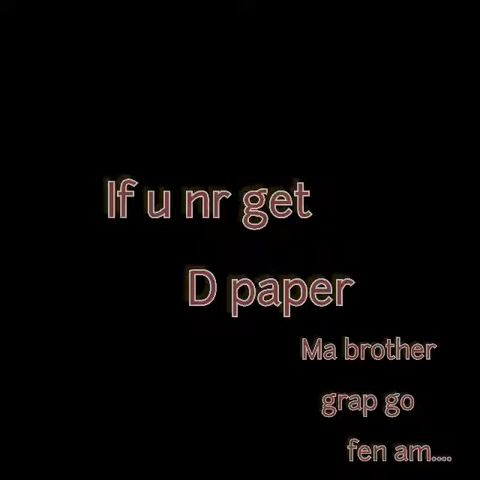 If u nr get
D paper
Ma brother
grap go
fen am....